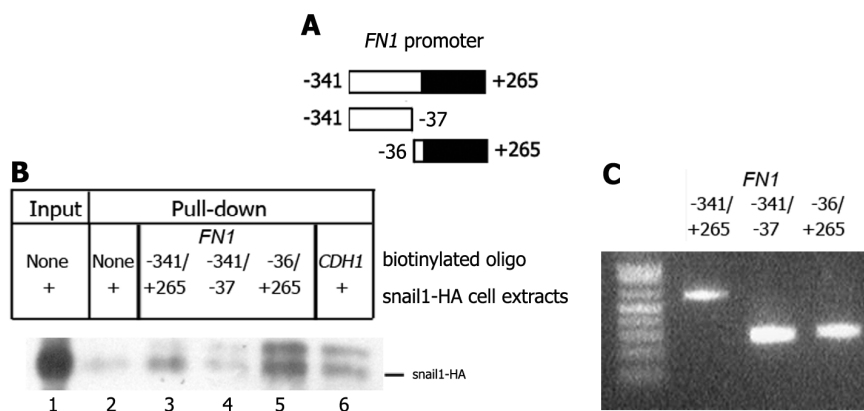 A
FN1 promoter
-341 +265
-341 -37
-36 +265
B
Input Pull-down
FN1
None None -341/ -341/ -36/ CDH1 biotinylated oligo
+ + +265 -37 +265 + snail1-HA cell extracts
snail1-HA
1 2 3 4 5 6
C
FN1
-341/ -341/ -36/
+265 -37 +265